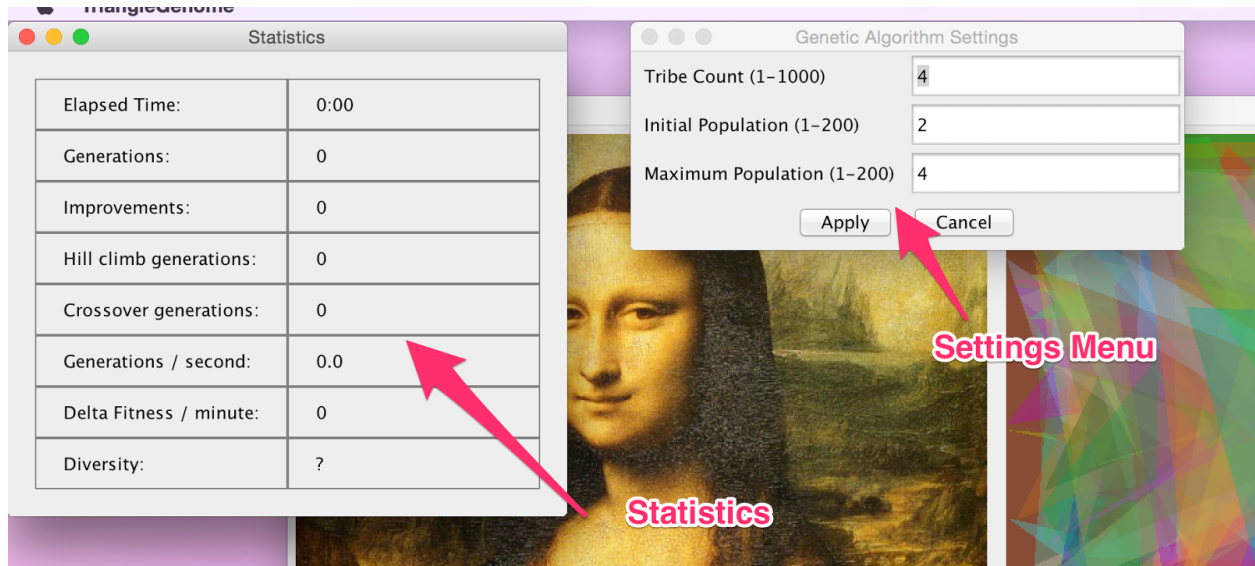 TriangleGenome
Statistics
Elapsed Time: 0:00
Generations: 0
Improvements: 0
Hill climb generations: 0
Crossover generations: 0
Generations / second: 0.0
Delta Fitness / minute: 0
Diversity: ?
Genetic Algorithm Settings
Tribe Count (1-1000) 4
Initial Population (1-200) 2
Maximum Population (1-200) 4
Apply Cancel
Settings Menu
Statistics